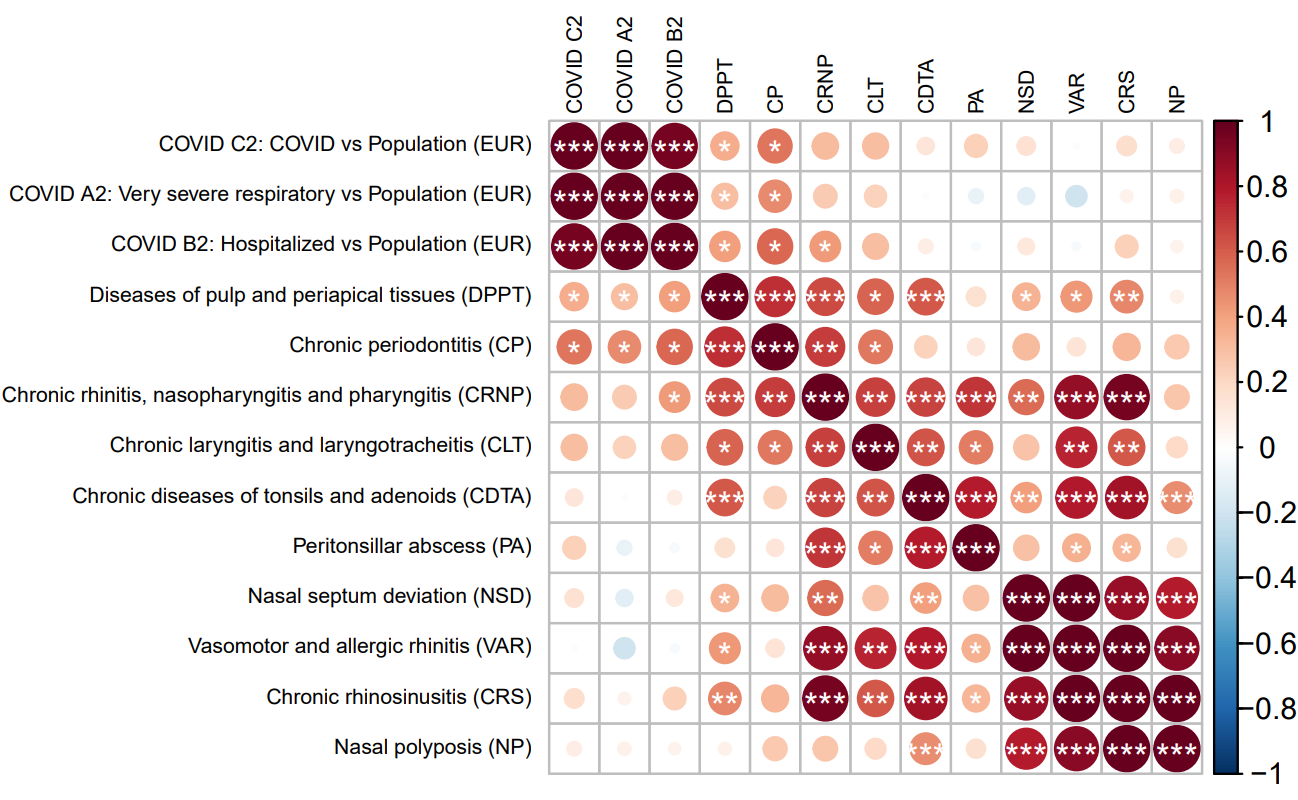 COVID C2
COVID A2
COVID B2
DPPT
CP
CRNP
CLT
CDTA
PA
NSD
VAR
CRS
NP
COVID C2: COVID vs Population (EUR) *** *** *** * *
COVID A2: Very severe respiratory vs Population (EUR) *** *** *** * *
COVID B2: Hospitalized vs Population (EUR) *** *** *** * * *
Diseases of pulp and periapical tissues (DPPT) * * * *** *** *** * *** * * **
Chronic periodontitis (CP) * * * *** *** ** *
Chronic rhinitis, nasopharyngitis and pharyngitis (CRNP) * *** ** *** ** *** *** ** *** ***
Chronic laryngitis and laryngotracheitis (CLT) * * ** *** ** * ** **
Chronic diseases of tonsils and adenoids (CDTA) *** *** ** *** *** ** *** *** ***
Peritonsillar abscess (PA) *** * *** *** * *
Nasal septum deviation (NSD) * ** ** *** *** *** ***
Vasomotor and allergic rhinitis (VAR) * *** ** *** * *** *** *** ***
Chronic rhinosinusitis (CRS) ** *** ** *** * *** *** *** ***
Nasal polyposis (NP) *** *** *** *** ***
1
0.8
0.6
0.4
0.2
0
−0.2
−0.4
−0.6
−0.8
−1